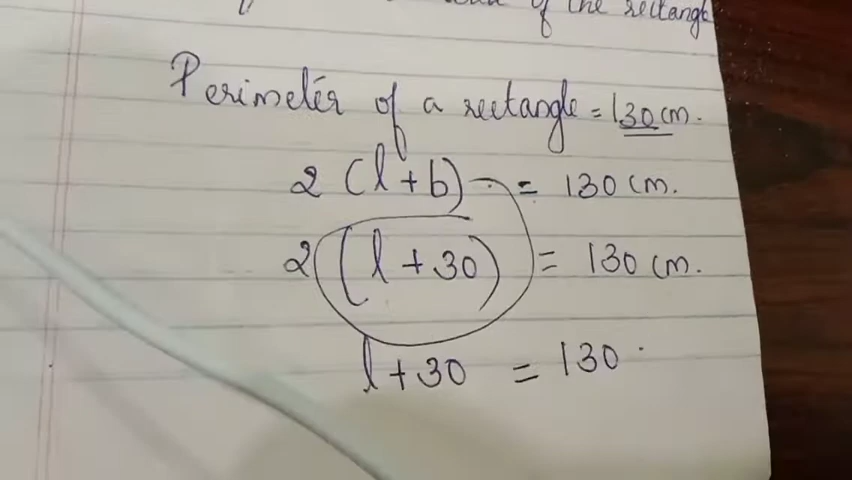 of the rectangle
Perimeter of a rectangle = 130 cm.
2 (l + b) = 130 cm.
2 (l + 30) = 130 cm.
l + 30 = 130